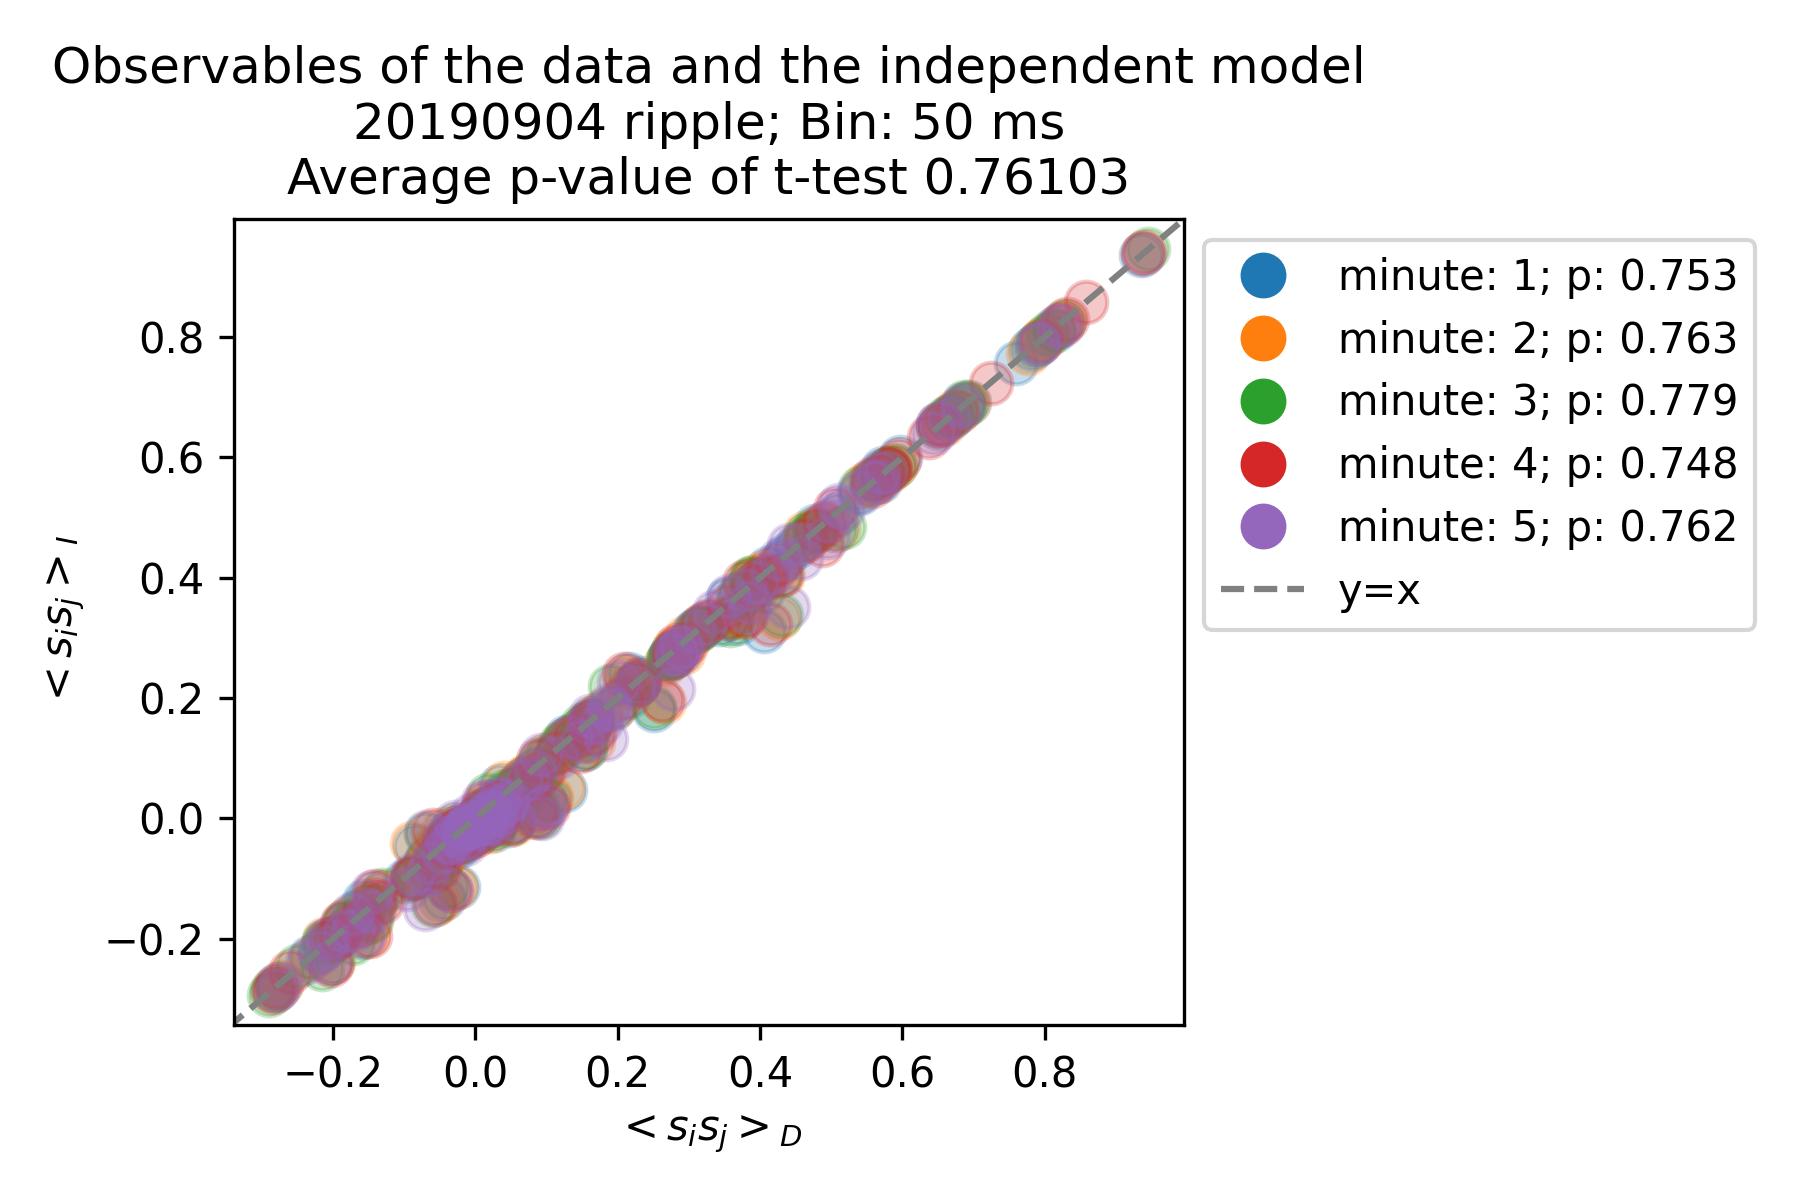 Observables of the data and the independent model
20190904 ripple; Bin: 50 ms
Average p-value of t-test 0.76103
minute: 1; p: 0.753
minute: 2; p: 0.763
minute: 3; p: 0.779
minute: 4; p: 0.748
minute: 5; p: 0.762
y=x
0.8
0.6
0.4
0.2
0.0
−0.2
< s_i s_j >_I
−0.2 0.0 0.2 0.4 0.6 0.8
< s_i s_j >_D